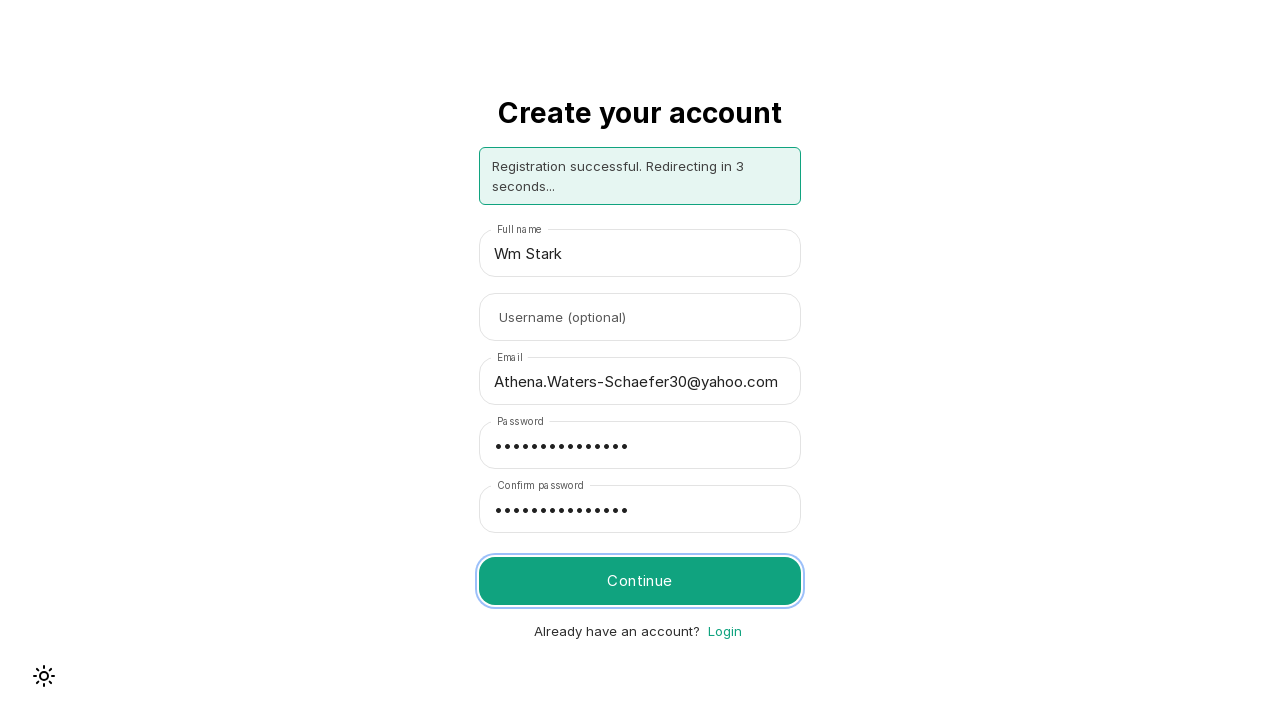 Create your account
Registration successful. Redirecting in 3
seconds...
Full name
Wm Stark
Username (optional)
Email
Athena.Waters-Schaefer30@yahoo.com
Password
•••••••••••••••
Confirm password
•••••••••••••••
Continue
Already have an account? Login